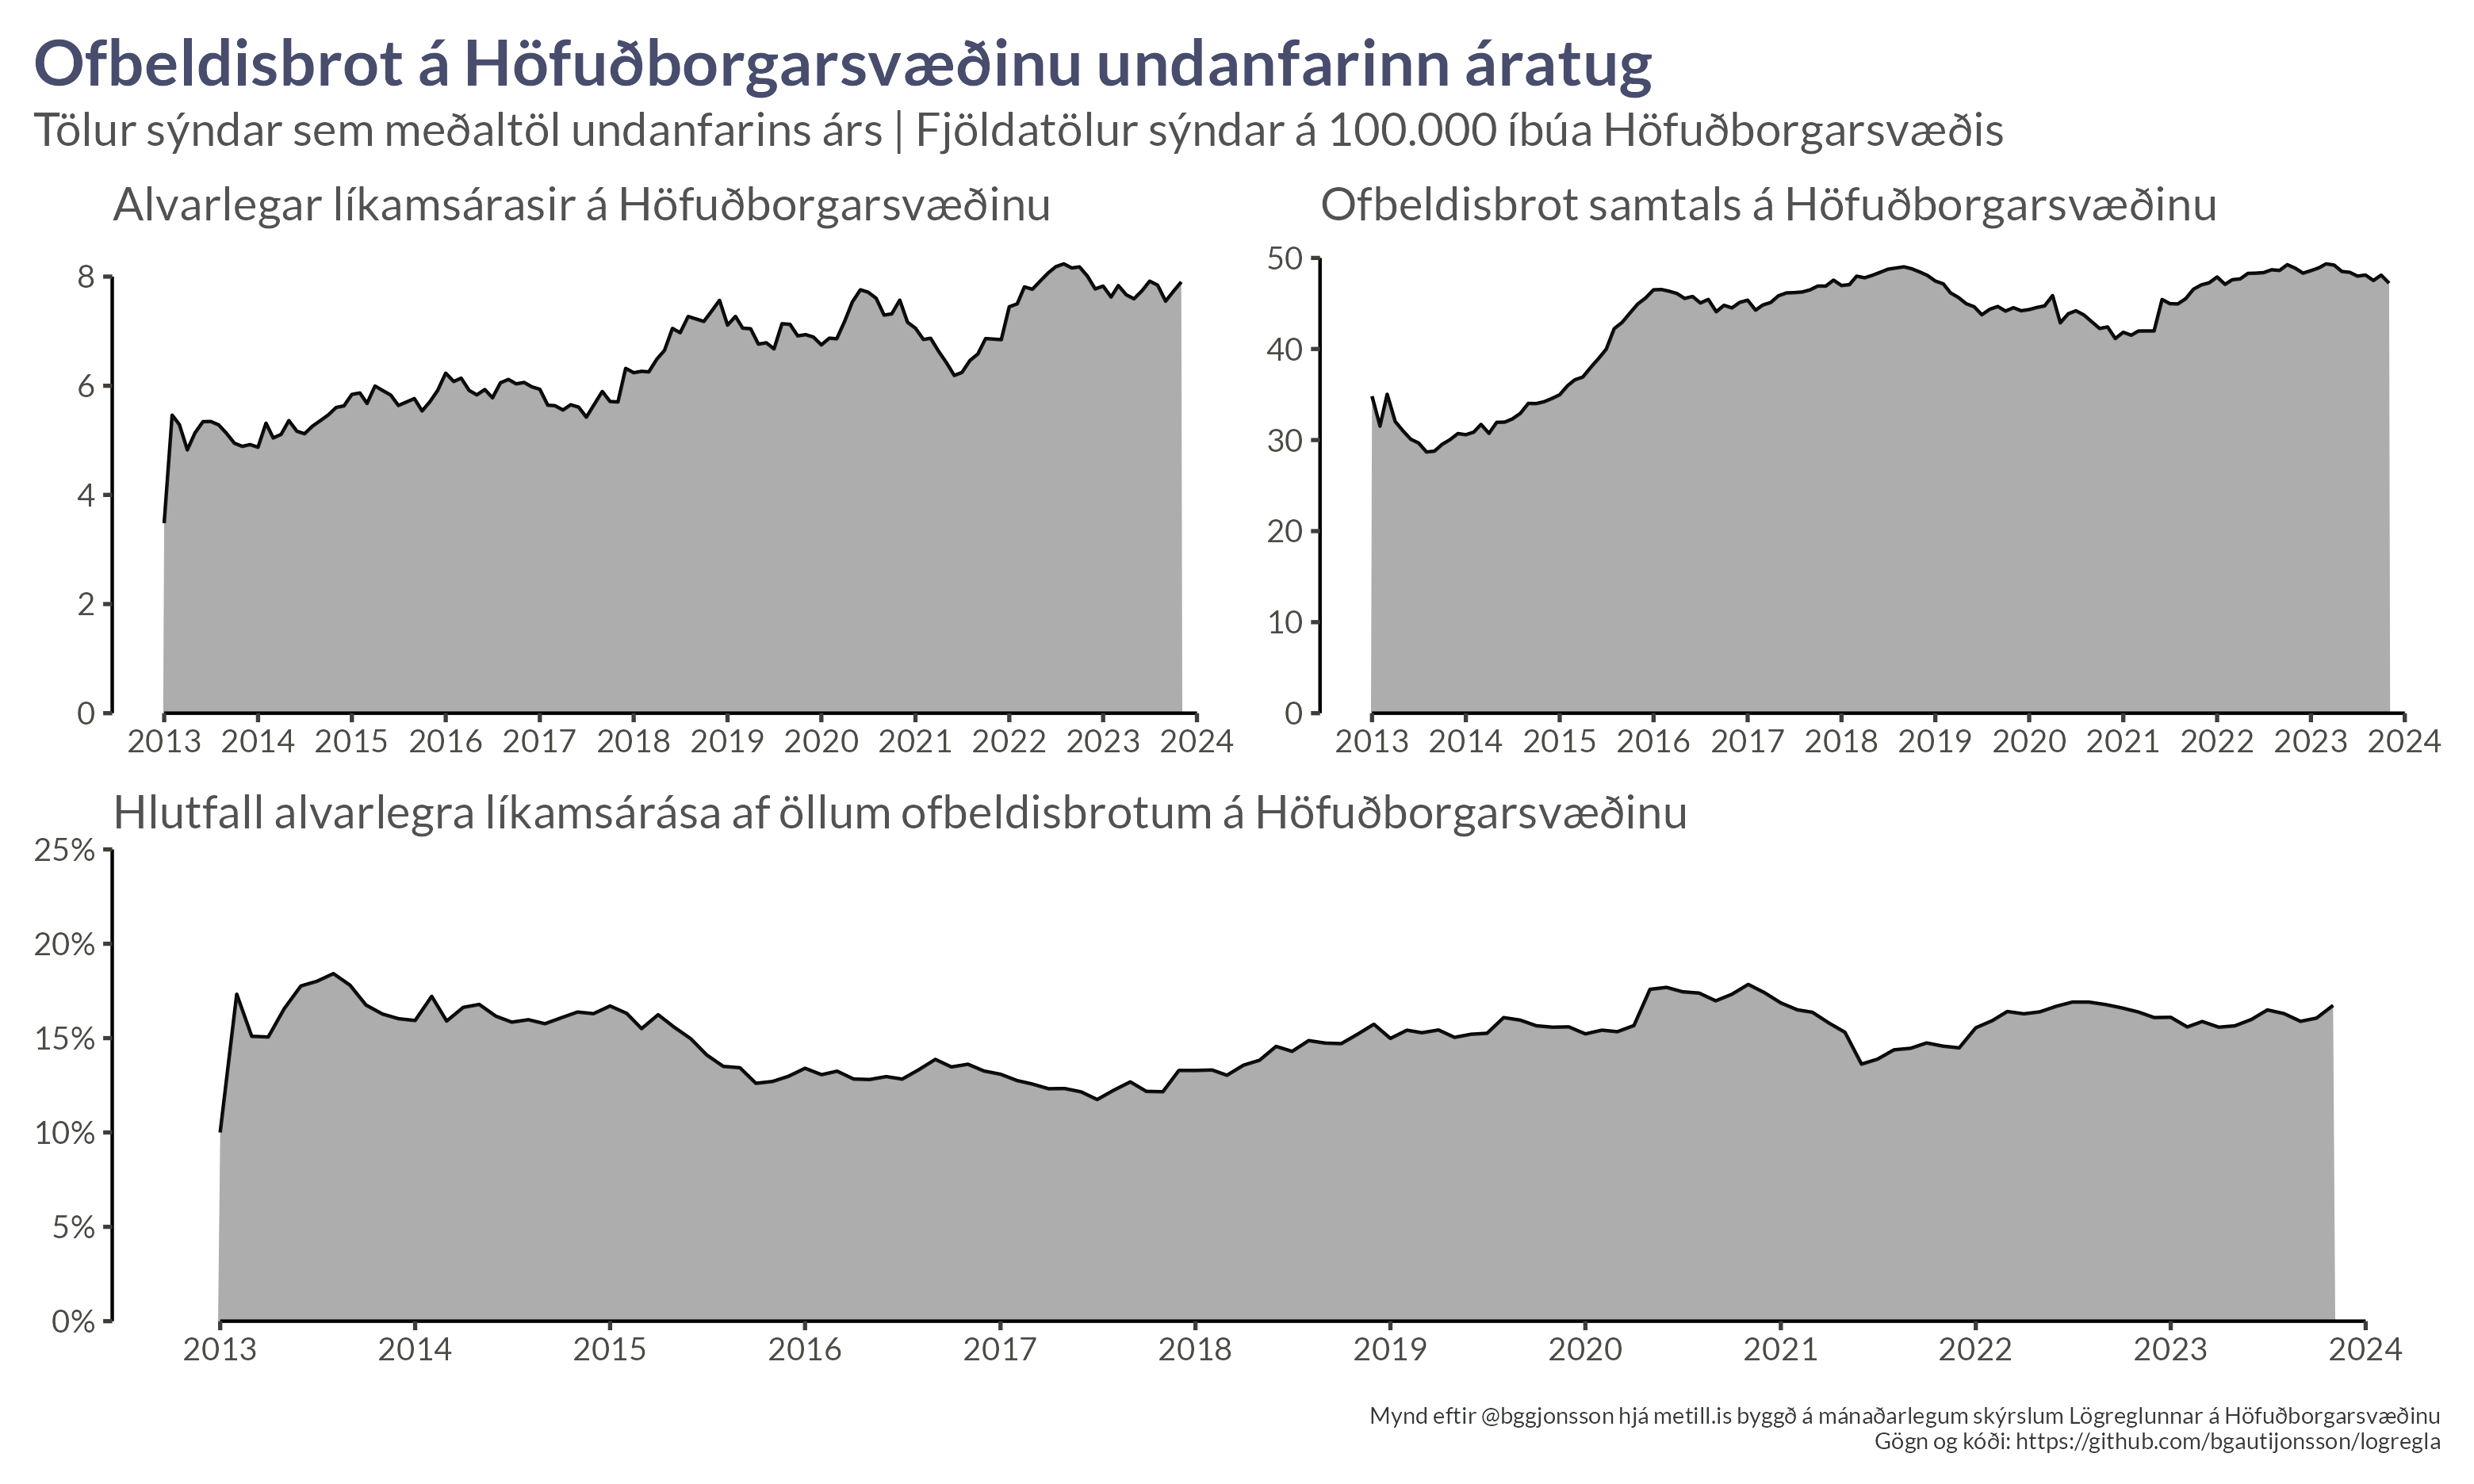 Ofbeldisbrot á Höfuðborgarsvæðinu undanfarinn áratug
Tölur sýndar sem meðaltöl undanfarins árs | Fjöldatölur sýndar á 100.000 íbúa Höfuðborgarsvæðis
Alvarlegar líkamsárasir á Höfuðborgarsvæðinu
8
6
4
2
0
2013 2014 2015 2016 2017 2018 2019 2020 2021 2022 2023 2024
Ofbeldisbrot samtals á Höfuðborgarsvæðinu
50
40
30
20
10
0
2013 2014 2015 2016 2017 2018 2019 2020 2021 2022 2023 2024
Hlutfall alvarlegra líkamsárása af öllum ofbeldisbrotum á Höfuðborgarsvæðinu
25%
20%
15%
10%
5%
0%
2013 2014 2015 2016 2017 2018 2019 2020 2021 2022 2023 2024
Mynd eftir @bggjonsson hjá metill.is byggð á mánaðarlegum skýrslum Lögreglunnar á Höfuðborgarsvæðinu
Gögn og kóði: https://github.com/bgautijonsson/logregla